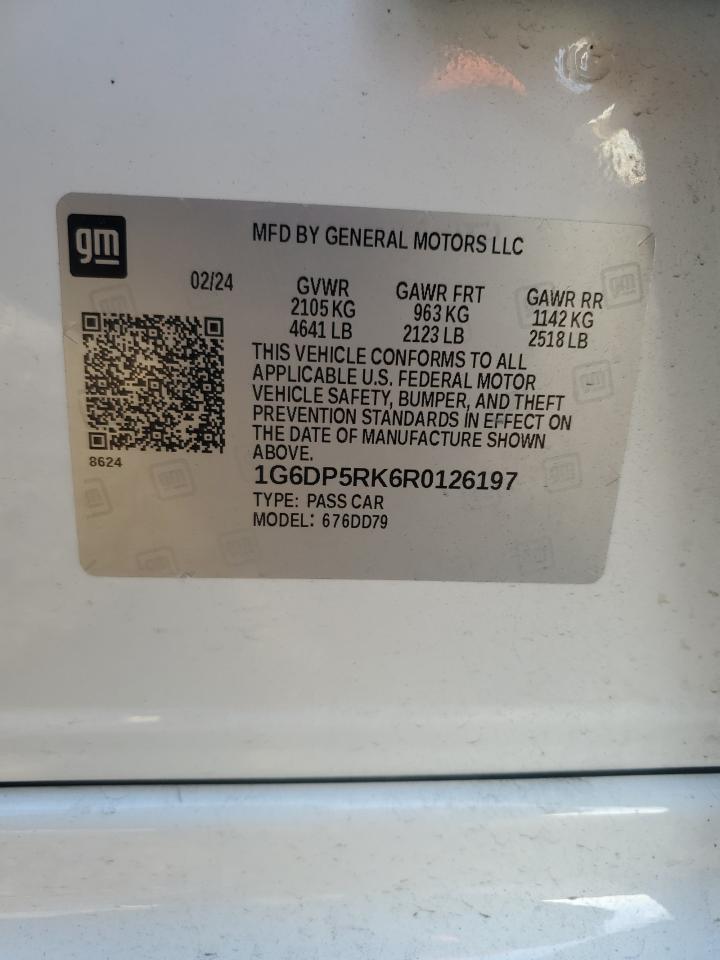 gm
MFD BY GENERAL MOTORS LLC
02/24
GVWR
2105 KG
4641 LB
GAWR FRT
963 KG
2123 LB
GAWR RR
1142 KG
2518 LB
THIS VEHICLE CONFORMS TO ALL
APPLICABLE U.S. FEDERAL MOTOR
VEHICLE SAFETY, BUMPER, AND THEFT
PREVENTION STANDARDS IN EFFECT ON
THE DATE OF MANUFACTURE SHOWN
ABOVE.
8624
1G6DP5RK6R0126197
TYPE: PASS CAR
MODEL: 676DD79